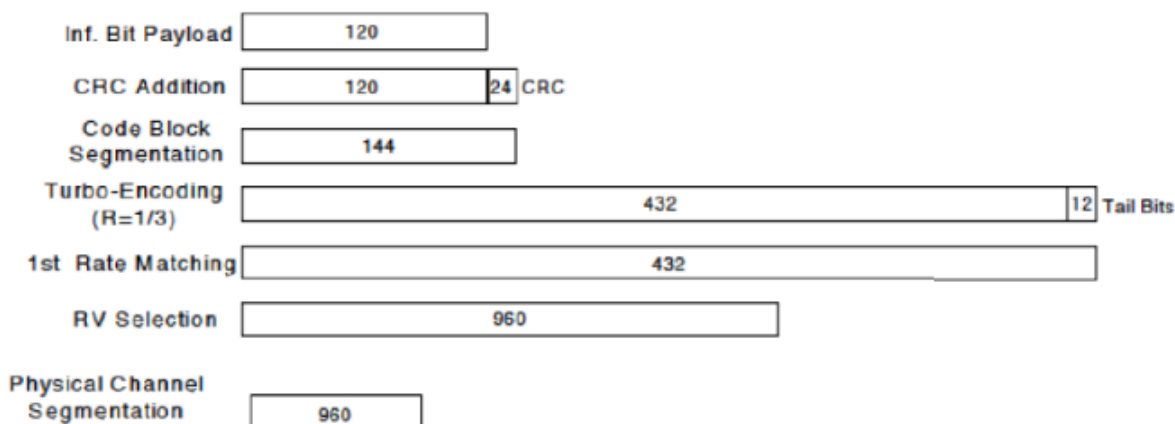 Inf. Bit Payload 120
CRC Addition 120 24 CRC
Code Block
Segmentation 144
Turbo-Encoding
(R=1/3) 432 12 Tail Bits
1st Rate Matching 432
RV Selection 960
Physical Channel
Segmentation 960